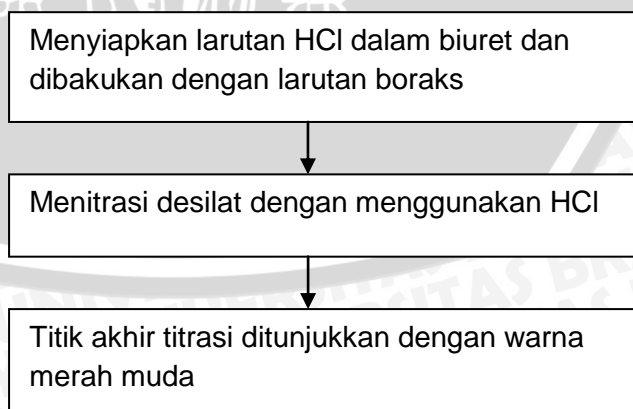 Menyiapkan larutan HCl dalam biuret dan
dibakukan dengan larutan boraks
Menitrasi desilat dengan menggunakan HCl
Titik akhir titrasi ditunjukkan dengan warna
merah muda